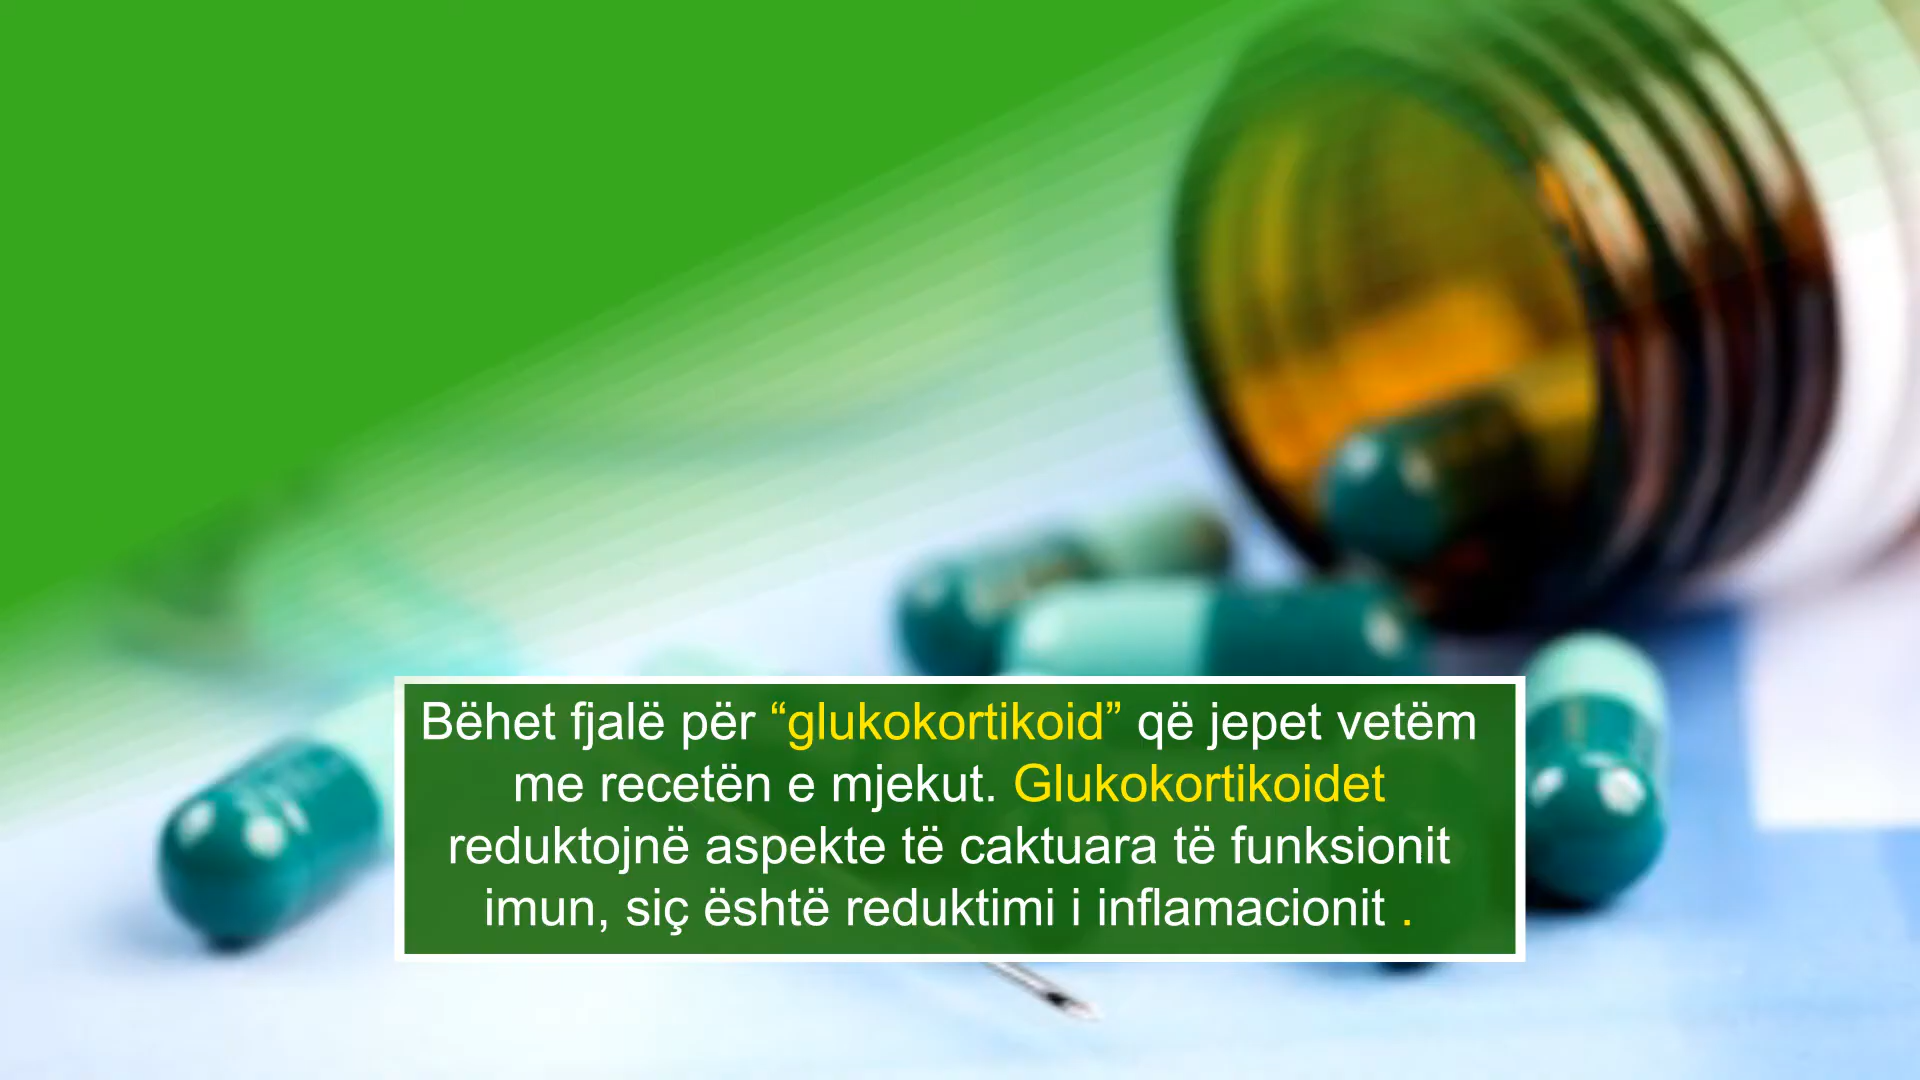 Bëhet fjalë për “glukokortikoid” që jepet vetëm
me recetën e mjekut. Glukokortikoidet
reduktojnë aspekte të caktuara të funksionit
imun, siç është reduktimi i inflamacionit .